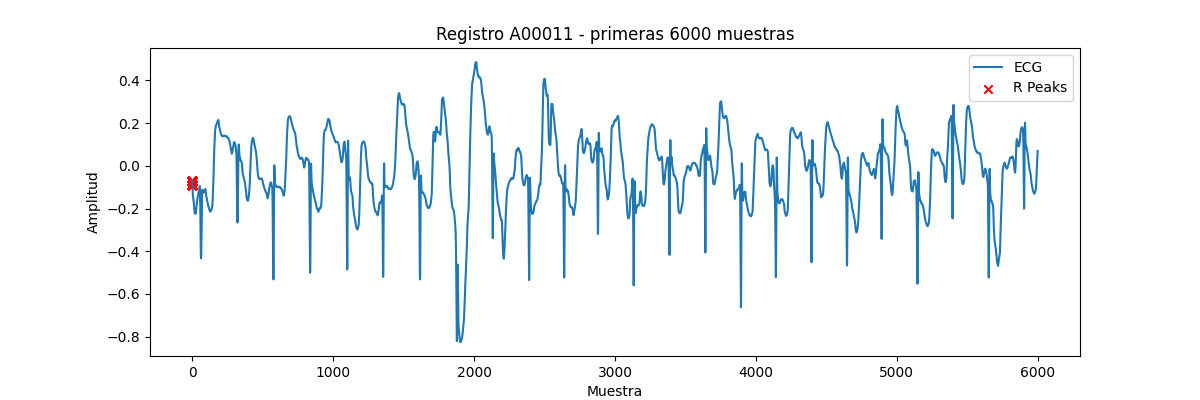 Registro A00011 - primeras 6000 muestras
ECG
R Peaks
Amplitud
0.4
0.2
0.0
−0.2
−0.4
−0.6
−0.8
0 1000 2000 3000 4000 5000 6000
Muestra